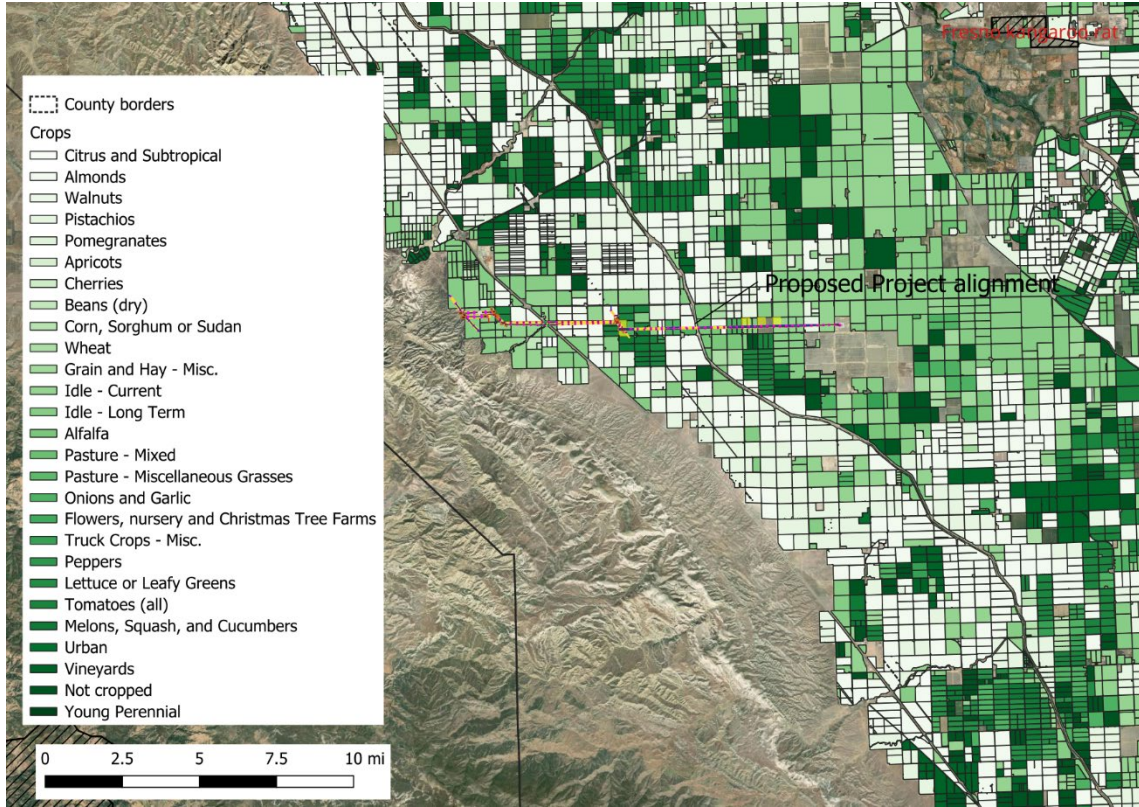 Fresno kangaroo rat
County borders
Crops
Citrus and Subtropical
Almonds
Walnuts
Pistachios
Pomegranates
Apricots
Cherries
Beans (dry)
Corn, Sorghum or Sudan
Wheat
Grain and Hay - Misc.
Idle - Current
Idle - Long Term
Alfalfa
Pasture - Mixed
Pasture - Miscellaneous Grasses
Onions and Garlic
Flowers, nursery and Christmas Tree Farms
Truck Crops - Misc.
Peppers
Lettuce or Leafy Greens
Tomatoes (all)
Melons, Squash, and Cucumbers
Urban
Vineyards
Not cropped
Young Perennial
Proposed Project alignment
0 2.5 5 7.5 10 mi